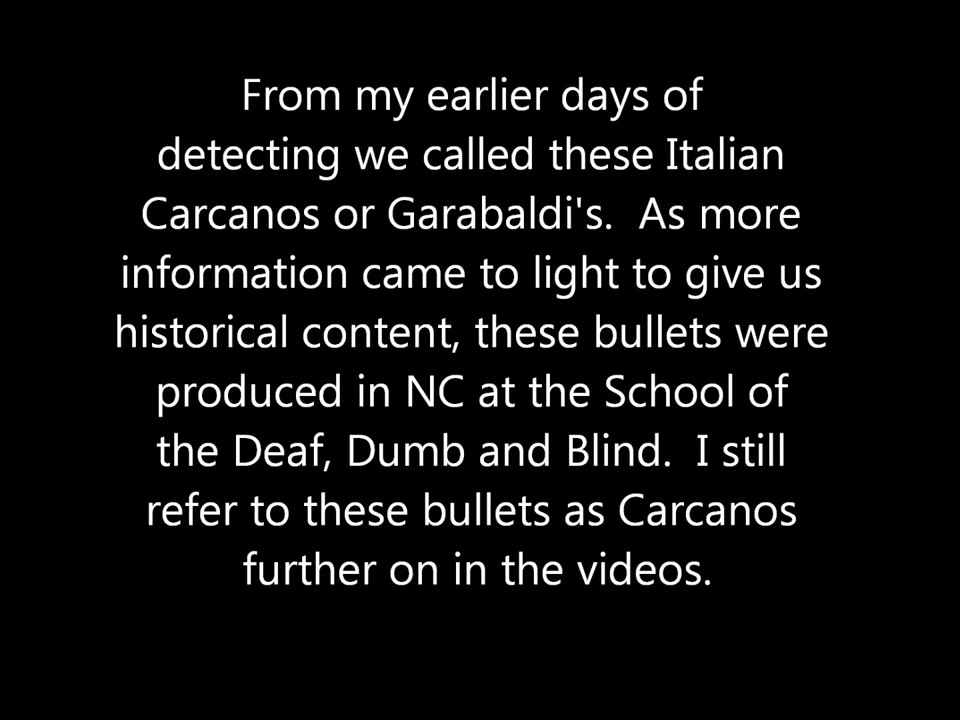 From my earlier days of
detecting we called these Italian
Carcanos or Garabaldi's.  As more
information came to light to give us
historical content, these bullets were
produced in NC at the School of
the Deaf, Dumb and Blind.  I still
refer to these bullets as Carcanos
further on in the videos.